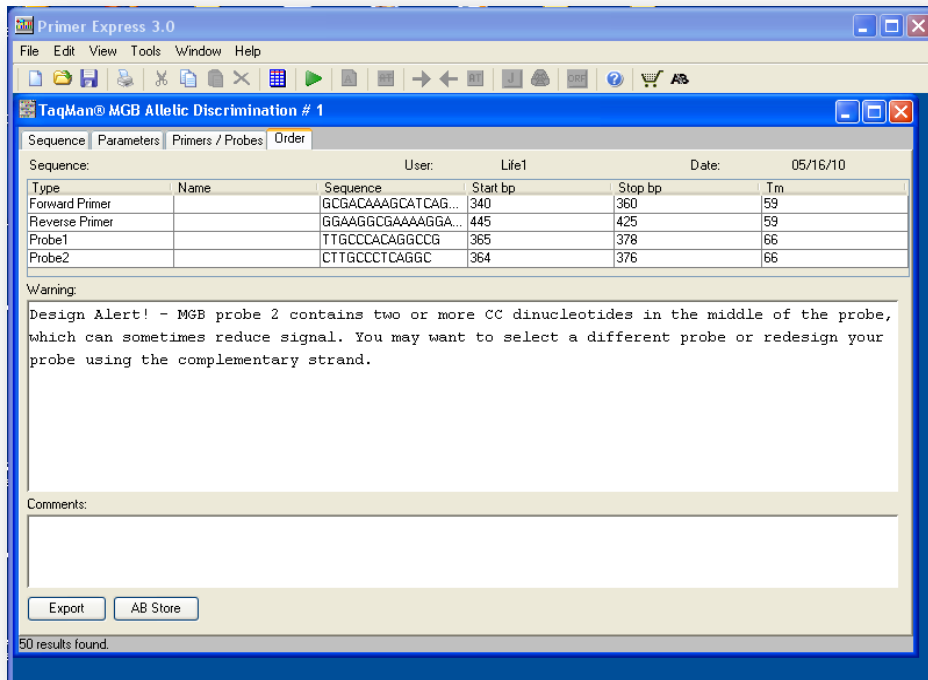 Primer Express 3.0
File Edit View Tools Window Help
TaqMan® MGB Allelic Discrimination # 1
Sequence Parameters Primers / Probes Order
Sequence: User: Life1 Date: 05/16/10
Type Name Sequence Start bp Stop bp Tm
Forward Primer GCGACAAAGCATCAG... 340 360 59
Reverse Primer GGAAGGCGAAAAGGA... 445 425 59
Probe1 TTGCCCACAGGCCG 365 378 66
Probe2 CTTGCCCTCAGGC 364 376 66
Warning:
Design Alert! - MGB probe 2 contains two or more CC dinucleotides in the middle of the probe,
which can sometimes reduce signal. You may want to select a different probe or redesign your
probe using the complementary strand.
Comments:
Export AB Store
50 results found.